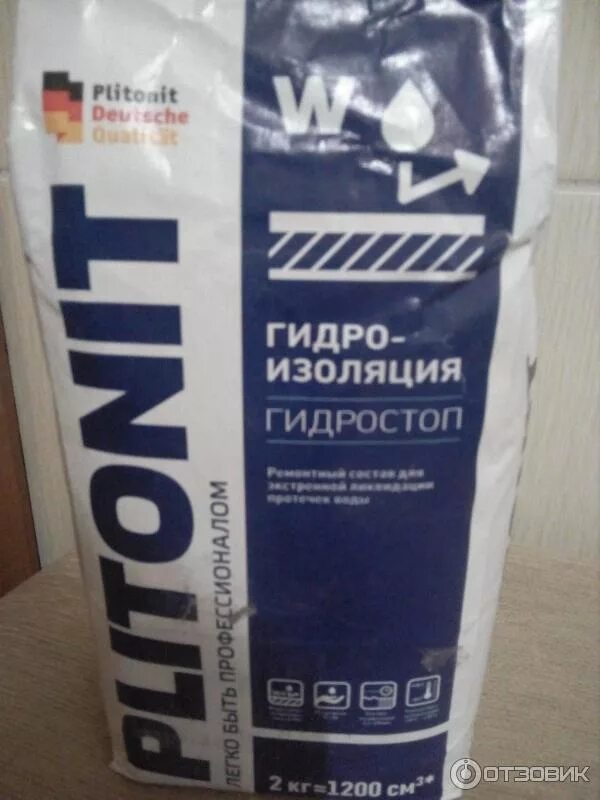 Plitonit
Deutsche
Qualität
W
PLITONIT
ЛЕГКО БЫТЬ ПРОФЕССИОНАЛОМ
ГИДРО-
ИЗОЛЯЦИЯ
ГИДРОСТОП
Ремонтный состав для
экстренной ликвидации
протечек воды
2 кг=1200 см³*
ОТЗОВИК